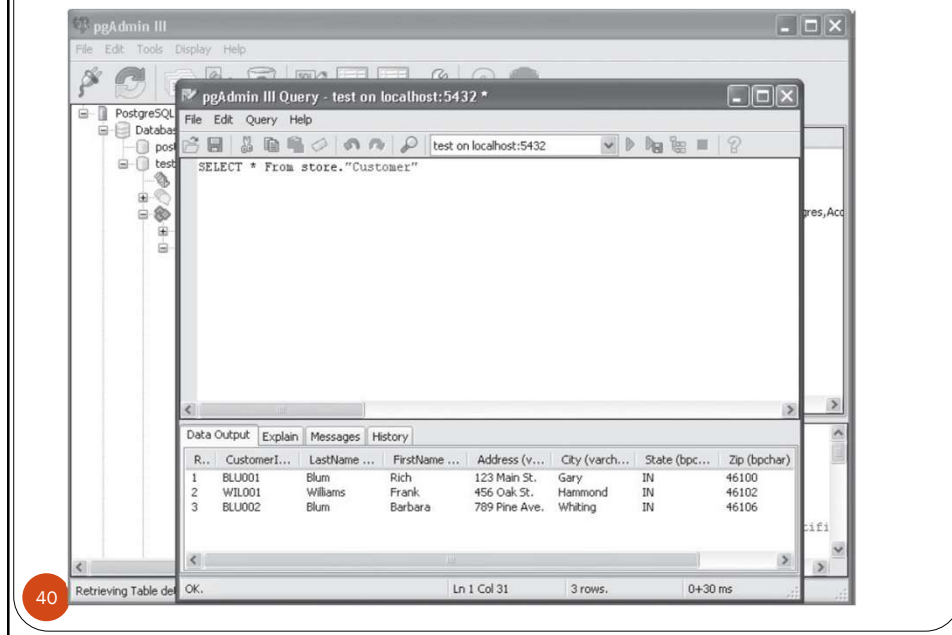 pgAdmin III
File Edit Tools Display Help
pgAdmin III Query - test on localhost:5432 *
File Edit Query Help
test on localhost:5432
SELECT * From store."Customer"
PostgreSQL
Databas
post
test
gres,Acc
Data Output Explain Messages History
R.. CustomerI... LastName ... FirstName ... Address (v... City (varch... State (bpc... Zip (bpchar)
1 BLU001 Blum Rich 123 Main St. Gary IN 46100
2 WIL001 Williams Frank 456 Oak St. Hammond IN 46102
3 BLU002 Blum Barbara 789 Pine Ave. Whiting IN 46106
cifi
Retrieving Table det
OK. Ln 1 Col 31 3 rows. 0+30 ms
40